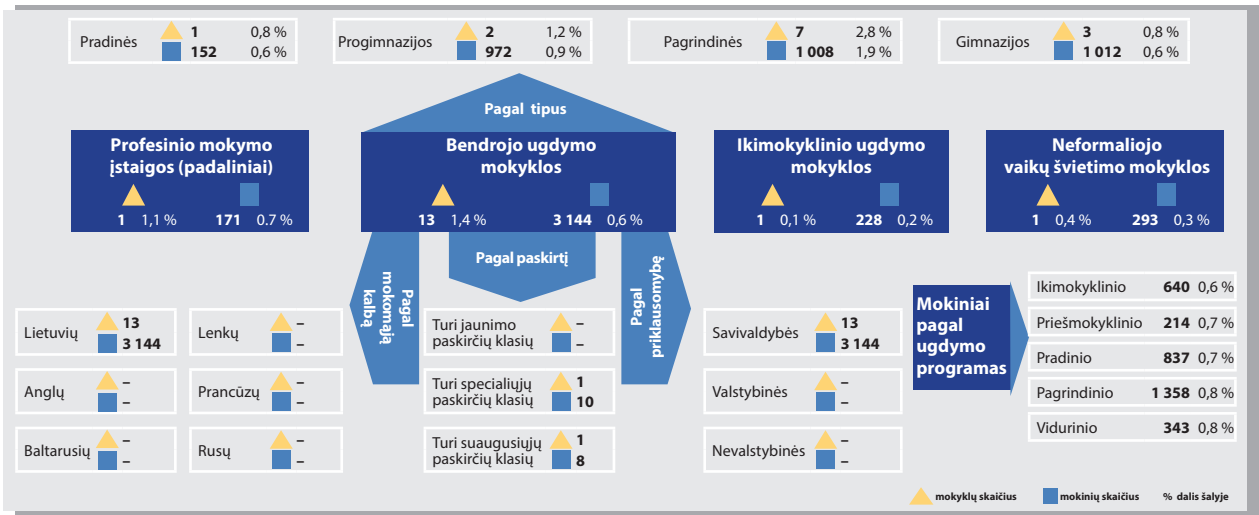 Pradinės
1 0,8 %
152 0,6 %
Progimnazijos
2 1,2 %
972 0,9 %
Pagrindinės
7 2,8 %
1 008 1,9 %
Gimnazijos
3 0,8 %
1 012 0,6 %
Pagal tipus
Profesinio mokymo
įstaigos (padaliniai)
1 1,1 % 171 0.7 %
Bendrojo ugdymo
mokyklos
13 1,4 % 3 144 0,6 %
Ikimokyklinio ugdymo
mokyklos
1 0,1 % 228 0,2 %
Neformaliojo
vaikų švietimo mokyklos
1 0,4 % 293 0,3 %
Pagal
mokomąją
kalbą
Pagal paskirtį
Pagal
priklausomybę
Lietuvių
13
3 144
Lenkų
–
–
Anglų
–
–
Prancūzų
–
–
Baltarusių
–
–
Rusų
–
–
Turi jaunimo
paskirčių klasių
–
–
Turi specialiųjų
paskirčių klasių
1
10
Turi suaugusiųjų
paskirčių klasių
1
8
Savivaldybės
13
3 144
Valstybinės
–
–
Nevalstybinės
–
–
Mokiniai
pagal
ugdymo
programas
Ikimokyklinio 640 0,6 %
Priešmokyklinio 214 0,7 %
Pradinio 837 0,7 %
Pagrindinio 1 358 0,8 %
Vidurinio 343 0,8 %
mokyklų skaičius mokinių skaičius % dalis šalyje